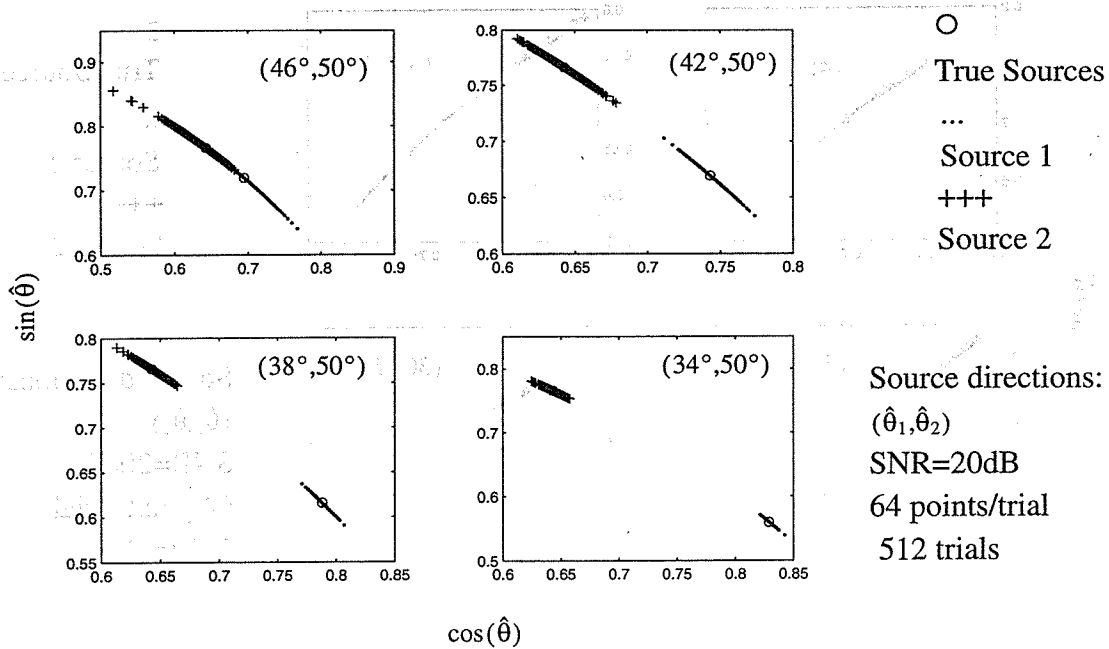 (46°,50°)
0.9
0.8
0.7
0.6
0.5 0.6 0.7 0.8 0.9
(42°,50°)
0.8
0.75
0.7
0.65
0.6
0.6 0.65 0.7 0.75 0.8
○
True Sources
...
Source 1
+++
Source 2
sin(θ̂)
(38°,50°)
0.8
0.75
0.7
0.65
0.6
0.55
0.6 0.65 0.7 0.75 0.8 0.85
(34°,50°)
0.8
0.7
0.6
0.5
0.6 0.65 0.7 0.75 0.8 0.85
Source directions:
(θ̂₁,θ̂₂)
SNR=20dB
64 points/trial
512 trials
cos(θ̂)